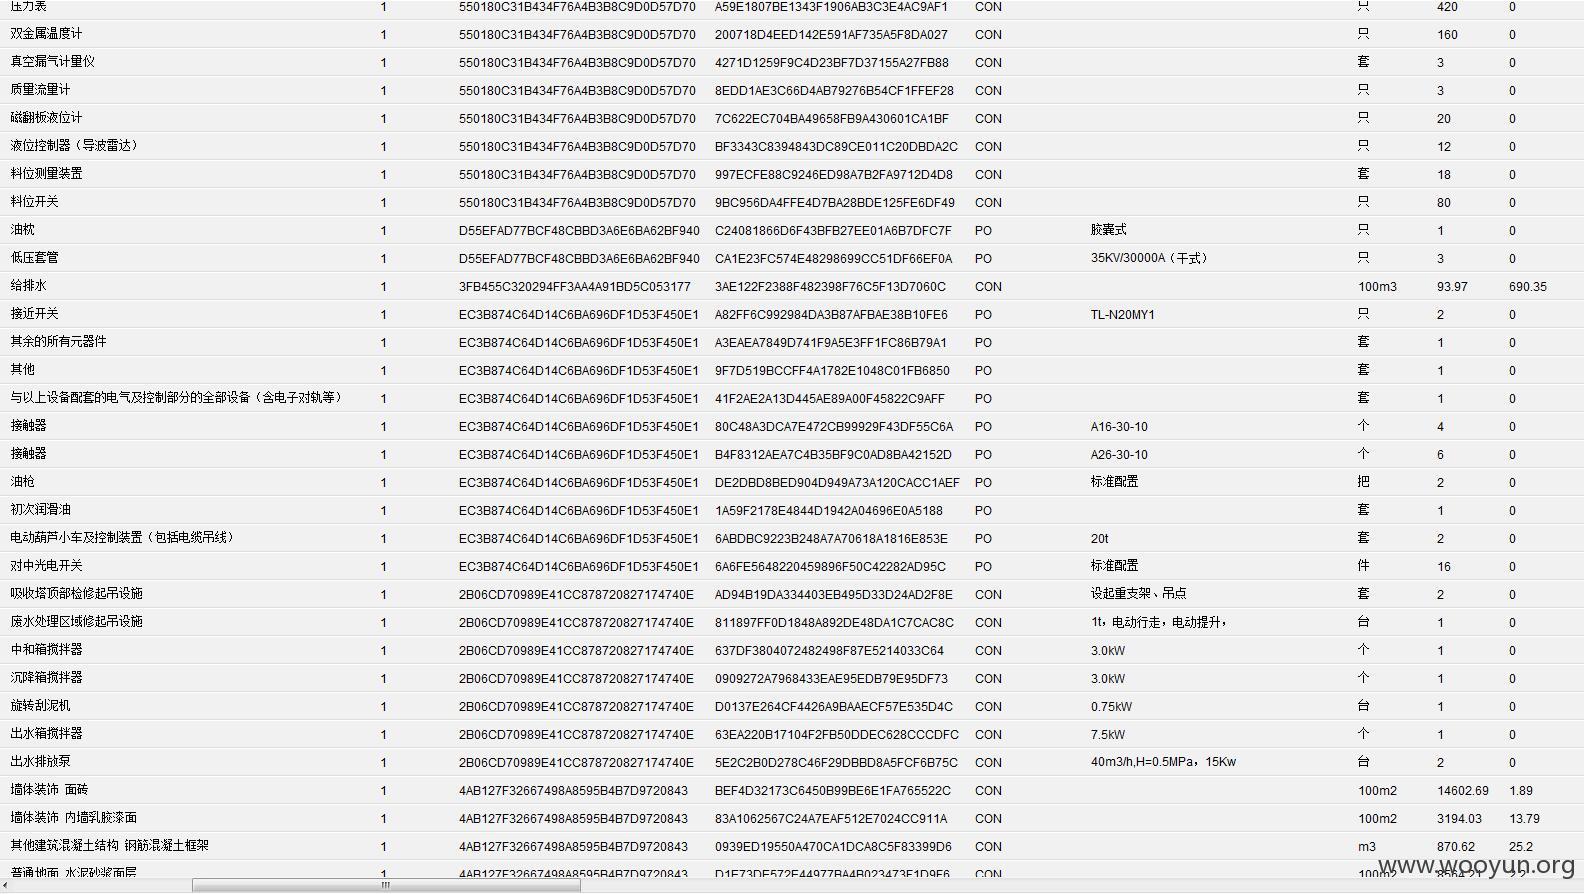 压力表 1 550180C31B434F76A4B3B8C9D0D57D70 A59E1807BE1343F1906AB3C3E4AC9AF1 CON 只 420 0
双金属温度计 1 550180C31B434F76A4B3B8C9D0D57D70 200718D4EED142E591AF735A5F8DA027 CON 只 160 0
真空漏气计量仪 1 550180C31B434F76A4B3B8C9D0D57D70 4271D1259F9C4D23BF7D37155A27FB88 CON 套 3 0
质量流量计 1 550180C31B434F76A4B3B8C9D0D57D70 8EDD1AE3C66D4AB79276B54CF1FFEF28 CON 只 3 0
磁翻板液位计 1 550180C31B434F76A4B3B8C9D0D57D70 7C622EC704BA49658FB9A430601CA1BF CON 只 20 0
液位控制器（导波雷达） 1 550180C31B434F76A4B3B8C9D0D57D70 BF3343C8394843DC89CE011C20DBDA2C CON 只 12 0
料位测量装置 1 550180C31B434F76A4B3B8C9D0D57D70 997ECFE88C9246ED98A7B2FA9712D4D8 CON 套 18 0
料位开关 1 550180C31B434F76A4B3B8C9D0D57D70 9BC956DA4FFE4D7BA28BDE125FE6DF49 CON 只 80 0
油枕 1 D55EFAD77BCF48CBBD3A6E6BA62BF940 C24081866D6F43BFB27EE01A6B7DFC7F PO 胶囊式 只 1 0
低压套管 1 D55EFAD77BCF48CBBD3A6E6BA62BF940 CA1E23FC574E48298699CC51DF66EF0A PO 35KV/30000A（干式） 只 3 0
给排水 1 3FB455C320294FF3AA4A91BD5C053177 3AE122F2388F482398F76C5F13D7060C CON 100m3 93.97 690.35
接近开关 1 EC3B874C64D14C6BA696DF1D53F450E1 A82FF6C992984DA3B87AFBAE38B10FE6 PO TL-N20MY1 只 2 0
其余的所有元器件 1 EC3B874C64D14C6BA696DF1D53F450E1 A3EAEA7849D741F9A5E3FF1FC86B79A1 PO 套 1 0
其他 1 EC3B874C64D14C6BA696DF1D53F450E1 9F7D519BCCFF4A1782E1048C01FB6850 PO 套 1 0
与以上设备配套的电气及控制部分的全部设备（含电子对轨等） 1 EC3B874C64D14C6BA696DF1D53F450E1 41F2AE2A13D445AE89A00F45822C9AFF PO 套 1 0
接触器 1 EC3B874C64D14C6BA696DF1D53F450E1 80C48A3DCA7E472CB99929F43DF55C6A PO A16-30-10 个 4 0
接触器 1 EC3B874C64D14C6BA696DF1D53F450E1 B4F8312AEA7C4B35BF9C0AD8BA42152D PO A26-30-10 个 6 0
油枪 1 EC3B874C64D14C6BA696DF1D53F450E1 DE2DBD8BED904D949A73A120CACC1AEF PO 标准配置 把 2 0
初次润滑油 1 EC3B874C64D14C6BA696DF1D53F450E1 1A59F2178E4844D1942A04696E0A5188 PO 套 1 0
电动葫芦小车及控制装置（包括电缆吊线） 1 EC3B874C64D14C6BA696DF1D53F450E1 6ABDBC9223B248A7A70618A1816E853E PO 20t 套 2 0
对中光电开关 1 EC3B874C64D14C6BA696DF1D53F450E1 6A6FE5648220459896F50C42282AD95C PO 标准配置 件 16 0
吸收塔顶部检修起吊设施 1 2B06CD70989E41CC878720827174740E AD94B19DA334403EB495D33D24AD2F8E CON 设起重支架、吊点 套 2 0
废水处理区域修起吊设施 1 2B06CD70989E41CC878720827174740E 811897FF0D1848A892DE48DA1C7CAC8C CON 1t，电动行走，电动提升， 台 1 0
中和箱搅拌器 1 2B06CD70989E41CC878720827174740E 637DF3804072482498F87E5214033C64 CON 3.0kW 个 1 0
沉降箱搅拌器 1 2B06CD70989E41CC878720827174740E 0909272A7968433EAE95EDB79E95DF73 CON 3.0kW 个 1 0
旋转刮泥机 1 2B06CD70989E41CC878720827174740E D0137E264CF4426A9BAAECF57E535D4C CON 0.75kW 台 1 0
出水箱搅拌器 1 2B06CD70989E41CC878720827174740E 63EA220B17104F2FB50DDEC628CCCDFC CON 7.5kW 个 1 0
出水排放泵 1 2B06CD70989E41CC878720827174740E 5E2C2B0D278C46F29DBBD8A5FCF6B75C CON 40m3/h,H=0.5MPa，15Kw 台 2 0
墙体装饰 面砖 1 4AB127F32667498A8595B4B7D9720843 BEF4D32173C6450B99BE6E1FA765522C CON 100m2 14602.69 1.89
墙体装饰 内墙乳胶漆面 1 4AB127F32667498A8595B4B7D9720843 83A1062567C24A7EAF512E7024CC911A CON 100m2 3194.03 13.79
其他建筑混凝土结构 钢筋混凝土框架 1 4AB127F32667498A8595B4B7D9720843 0939ED19550A470CA1DCA8C5F83399D6 CON m3 870.62 25.2
普通地面 水泥砂浆面层 1 4AB127F32667498A8595B4B7D9720843 D1F73DF572F44977BA4B023473F1D9F6 CON 100m2
www.wooyun.org